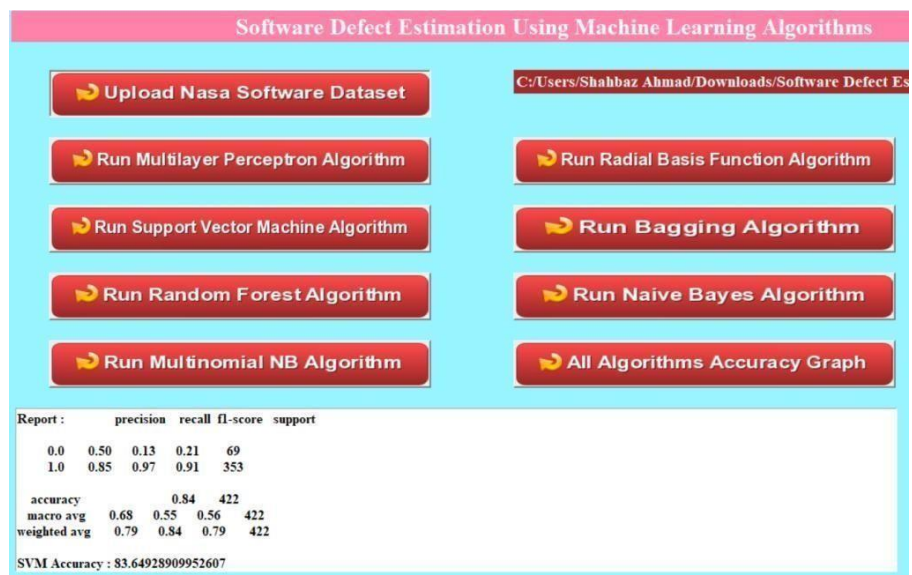 Software Defect Estimation Using Machine Learning Algorithms
Upload Nasa Software Dataset
C:/Users/Shahbaz Ahmad/Downloads/Software Defect Es
Run Multilayer Perceptron Algorithm
Run Radial Basis Function Algorithm
Run Support Vector Machine Algorithm
Run Bagging Algorithm
Run Random Forest Algorithm
Run Naive Bayes Algorithm
Run Multinomial NB Algorithm
All Algorithms Accuracy Graph
Report : precision recall f1-score support
0.0 0.50 0.13 0.21 69
1.0 0.85 0.97 0.91 353
accuracy 0.84 422
macro avg 0.68 0.55 0.56 422
weighted avg 0.79 0.84 0.79 422
SVM Accuracy : 83.64928909952607